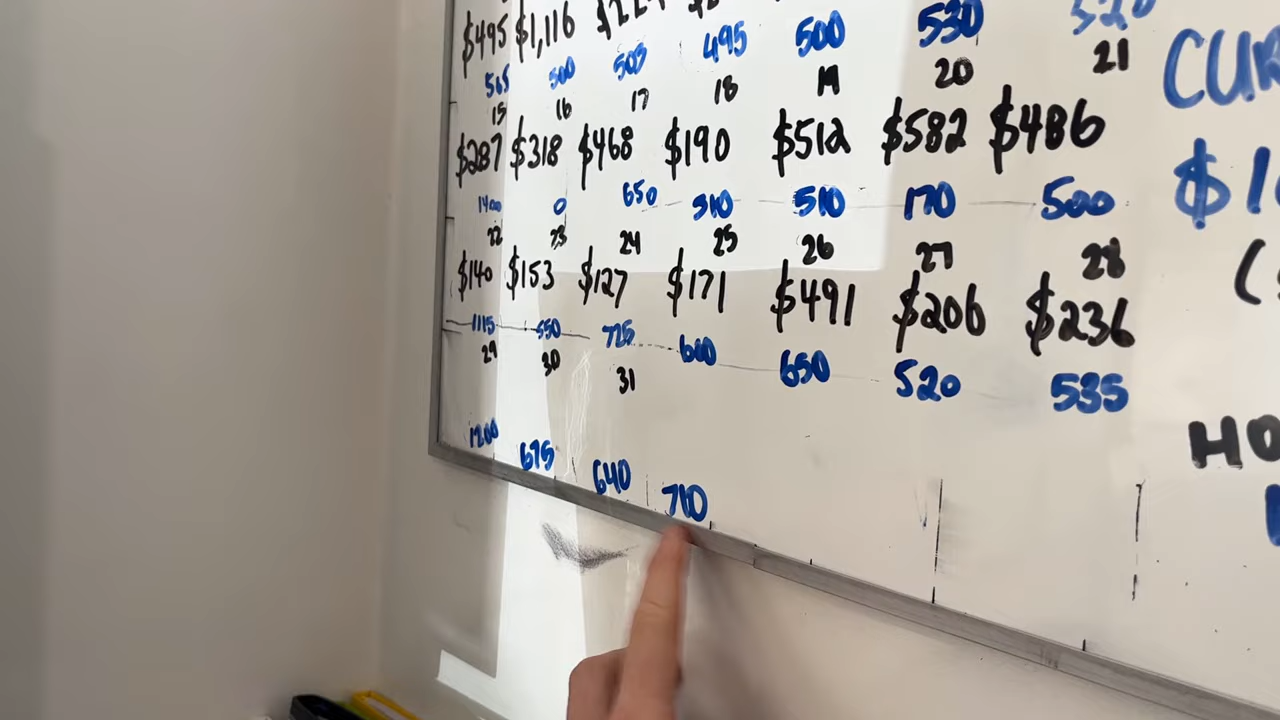 $495 $1,116
565 500 505 495 500 530 520
15 16 17 18 19 20 21
$287 $318 $468 $190 $512 $582 $486
1400 0 650 510 510 170 500
22 23 24 25 26 27 28
$140 $153 $127 $171 $491 $206 $236
1115 550 725 600 650 520 535
29 30 31
1200 675 640 710
CUR
$1
(
HO